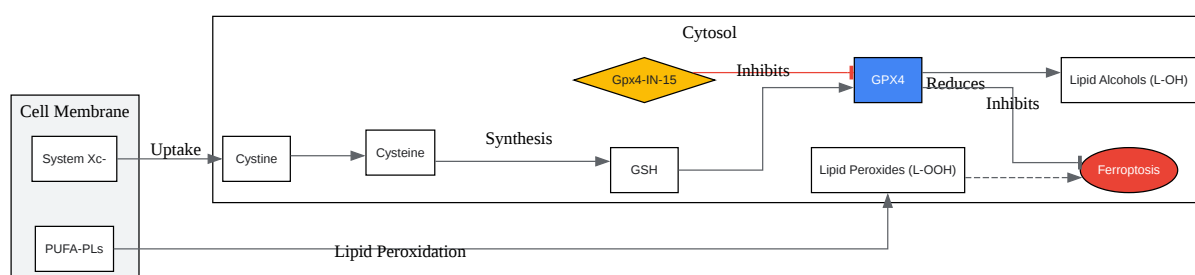 Cytosol
Gpx4-IN-15
Inhibits
GPX4
Reduces
Lipid Alcohols (L-OH)
Inhibits
Cell Membrane
System Xc-
Uptake
Cystine
Cysteine
Synthesis
GSH
Lipid Peroxides (L-OOH)
Ferroptosis
PUFA-PLs
Lipid Peroxidation